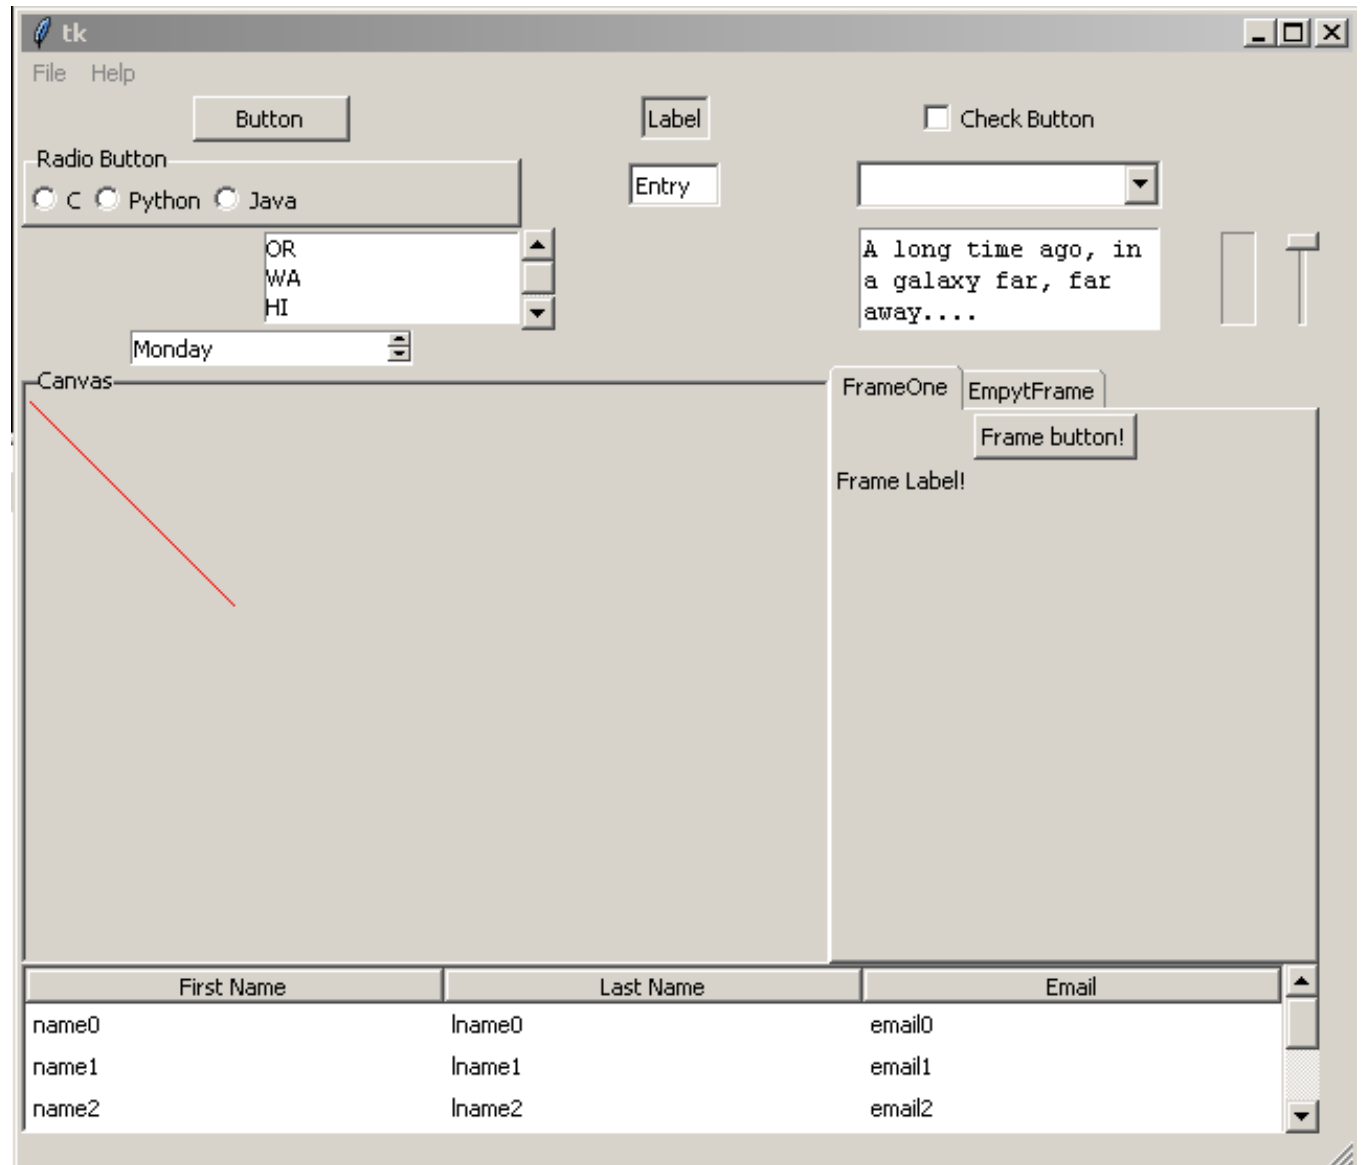 tk
File Help
Button Label Check Button
Radio Button
C Python Java
Entry
OR
WA
HI
A long time ago, in
a galaxy far, far
away....
Monday
Canvas
FrameOne EmpytFrame
Frame button!
Frame Label!
First Name Last Name Email
name0 lname0 email0
name1 lname1 email1
name2 lname2 email2